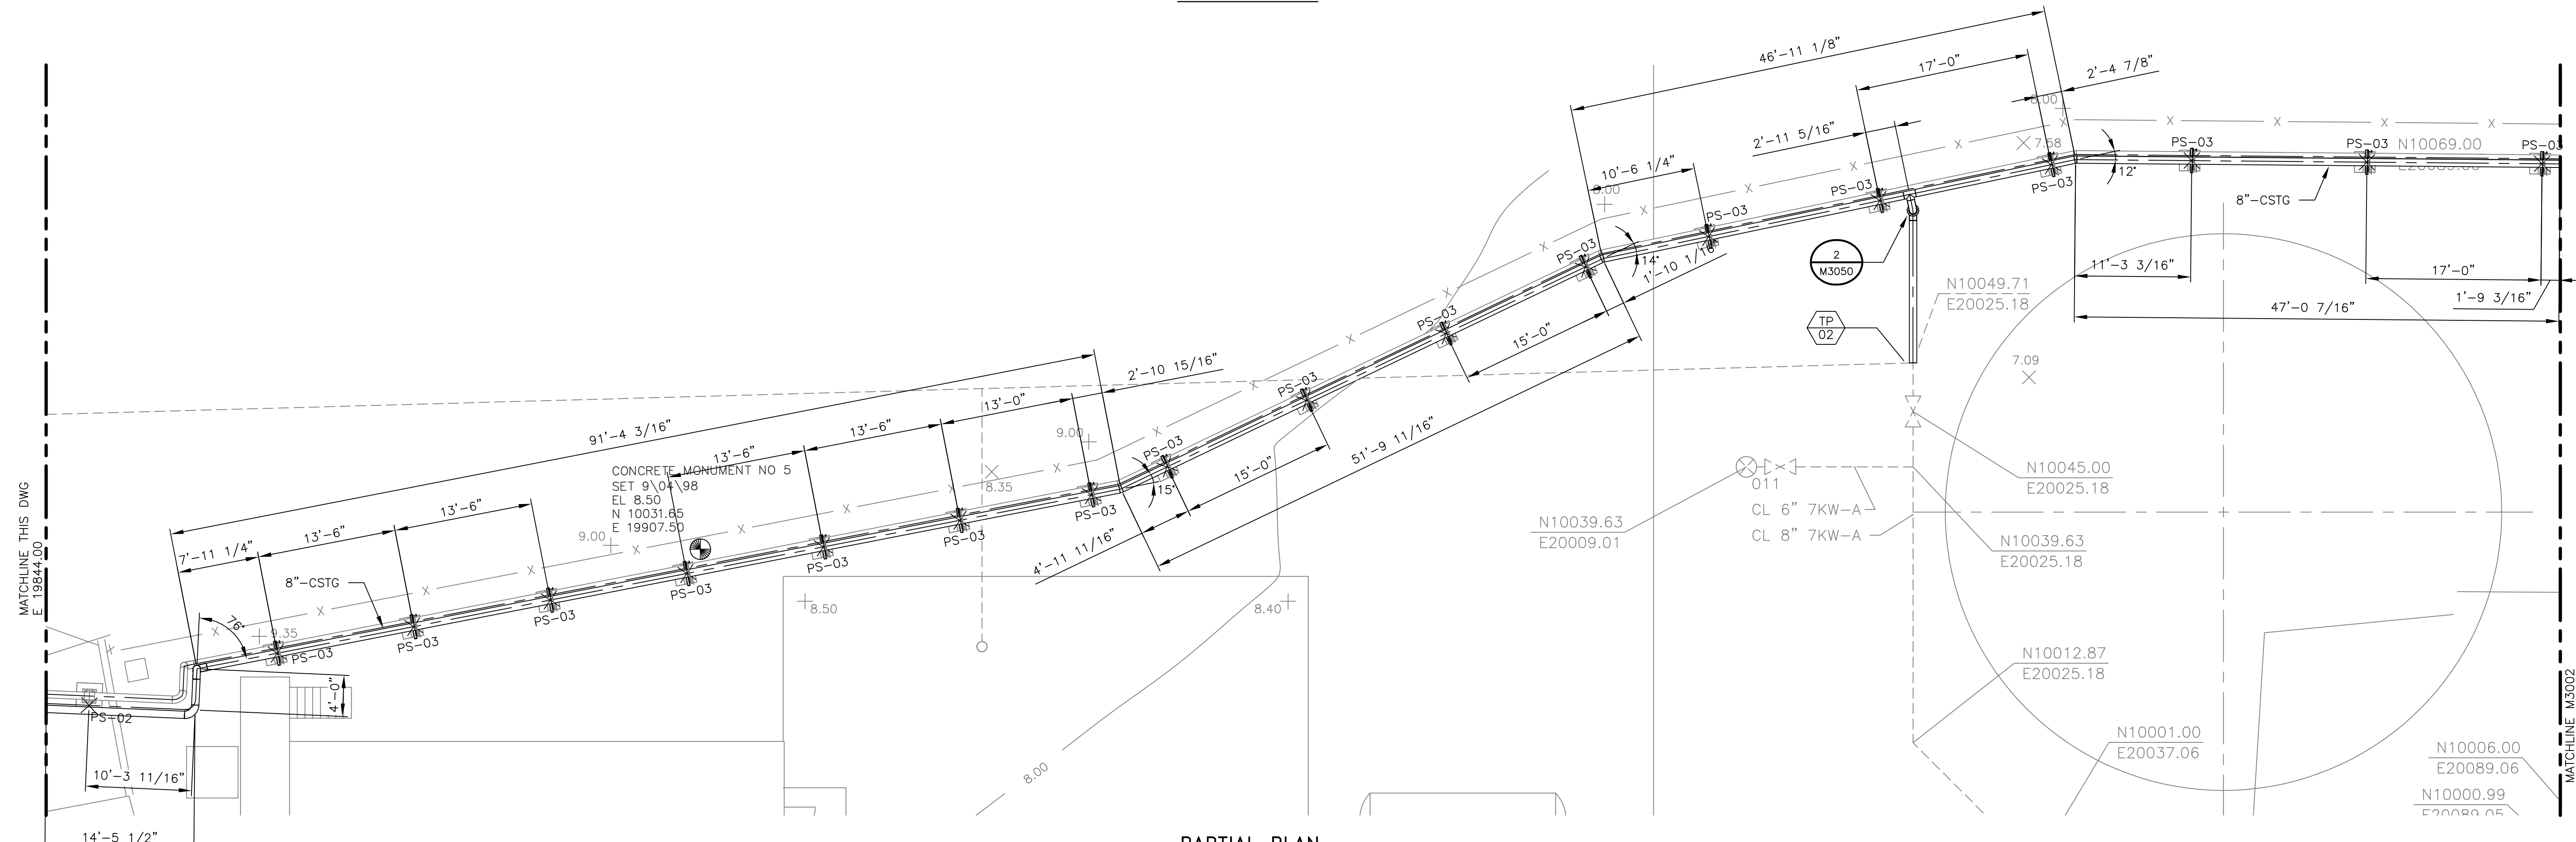 46'-11 1/8"
17'-0"
2'-4 7/8"
8.00
7.58
2'-11 5/16"
10'-6 1/4"
8.00
PS-03
PS-03
PS-03
PS-03
12°
PS-03
PS-03
PS-03
N10069.00
8"-CSTG
PS-03
14°
1'-10 1/16"
2
M3050
TP
02
N10049.71
E20025.18
11'-3 3/16"
17'-0"
1'-9 3/16"
47'-0 7/16"
7.09
PS-03
15'-0"
PS-03
2'-10 15/16"
13'-0"
91'-4 3/16"
13'-6"
13'-6"
9.00
PS-03
15°
15'-0"
51'-9 11/16"
4'-11 11/16"
CONCRETE MONUMENT NO 5
SET 9\04\98
EL 8.50
N 10031.65
E 19907.50
8.35
9.00
13'-6"
13'-6"
7'-11 1/4"
8"-CSTG
76°
9.35
PS-03
PS-03
PS-03
PS-03
PS-03
PS-03
PS-03
MATCHLINE THIS DWG
E 19844.00
PS-02
4'-0"
10'-3 11/16"
14'-5 1/2"
8.50
8.40
8.00
011
CL 6" 7KW-A
CL 8" 7KW-A
N10039.63
E20009.01
N10045.00
E20025.18
N10039.63
E20025.18
N10012.87
E20025.18
N10001.00
E20037.06
N10006.00
E20089.06
N10000.99
E20089.05
MATCHLINE M3002
PARTIAL PLAN